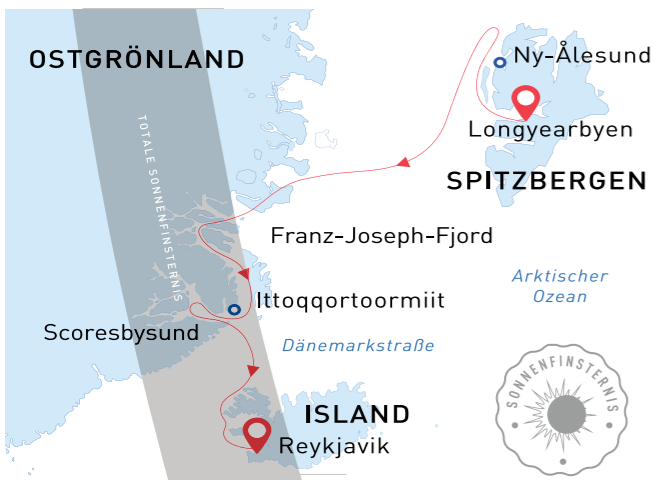 OSTGRÖNLAND
Ny-Ålesund
Longyearbyen
SPITZBERGEN
TOTALE SONNENFINSTERNIS
Franz-Joseph-Fjord
Arktischer
Ozean
Ittoqqortoormiit
Scoresbysund
Dänemarkstraße
SONNENFINSTERNIS
ISLAND
Reykjavik